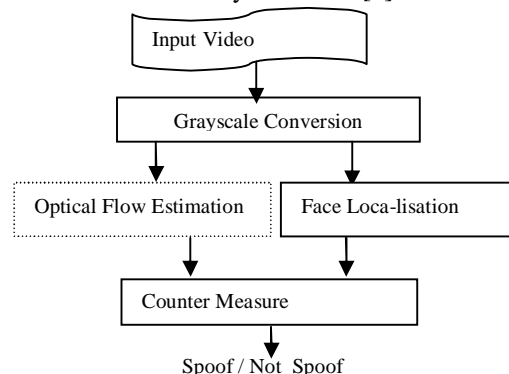 Input Video
Grayscale Conversion
Optical Flow Estimation
Face Loca-lisation
Counter Measure
Spoof / Not Spoof